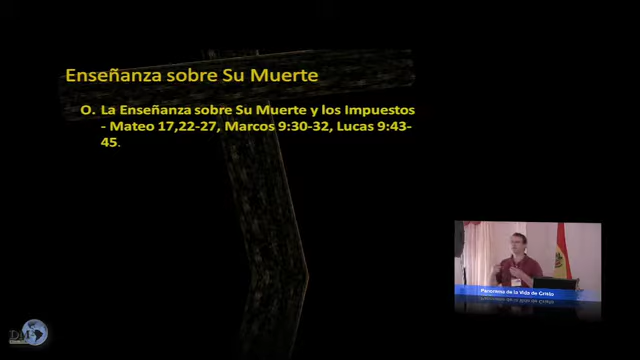 Enseñanza sobre Su Muerte
O. La Enseñanza sobre Su Muerte y los Impuestos
- Mateo 17,22-27, Marcos 9:30-32, Lucas 9:43-
45.
Panorama de la Vida de Cristo
DM